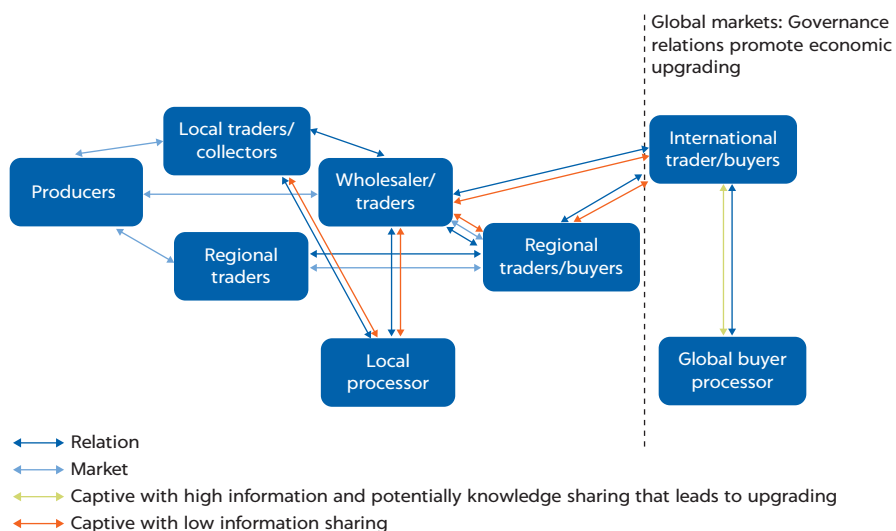 Global markets: Governance
relations promote economic
upgrading
Local traders/
collectors
International
trader/buyers
Producers
Wholesaler/
traders
Regional
traders
Regional
traders/buyers
Local
processor
Global buyer
processor
Relation
Market
Captive with high information and potentially knowledge sharing that leads to upgrading
Captive with low information sharing